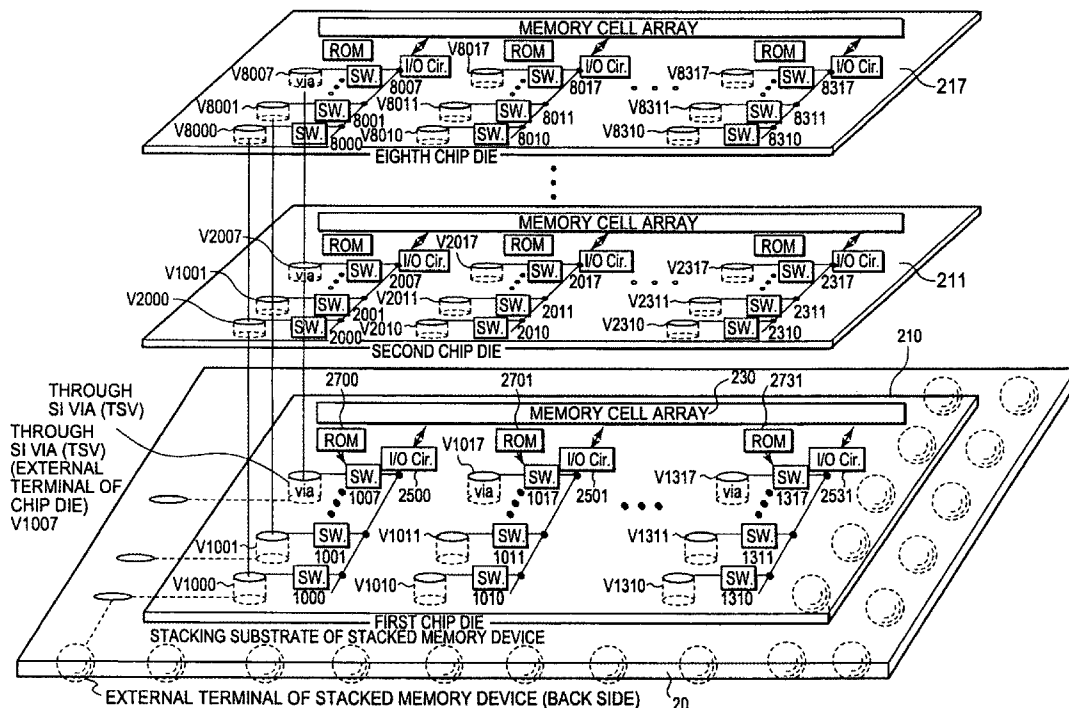 MEMORY CELL ARRAY
ROM V8017 ROM ROM
V8007 via SW. I/O Cir. SW. I/O Cir. V8317 SW. I/O Cir.
8007 8017 8317 217
V8001 SW. V8011 SW. V8311 SW.
8001 8011 8311
V8000 SW. V8010 SW. V8310 SW.
8000 8010 8310
EIGHTH CHIP DIE
MEMORY CELL ARRAY
V2007 ROM V2017 ROM ROM
via SW. I/O Cir. SW. I/O Cir. V2317 SW. I/O Cir.
2007 2017 2317 211
V1001 SW. V2011 SW. V2311 SW.
2001 2011 2311
V2000 SW. V2010 SW. V2310 SW.
2000 2010 2310
SECOND CHIP DIE
210
2700 2701 230 2731
THROUGH
SI VIA (TSV)
MEMORY CELL ARRAY
THROUGH
SI VIA (TSV)
(EXTERNAL
TERMINAL OF
CHIP DIE)
V1007
ROM ROM ROM
via SW. I/O Cir. V1017 via SW. I/O Cir. V1317 via SW. I/O Cir.
1007 2500 1017 2501 1317 2531
V1001 SW. V1011 SW. V1311 SW.
1001 1011 1311
V1000 SW. V1010 SW. V1310 SW.
1000 1010 1310
FIRST CHIP DIE
STACKING SUBSTRATE OF STACKED MEMORY DEVICE
EXTERNAL TERMINAL OF STACKED MEMORY DEVICE (BACK SIDE) 20